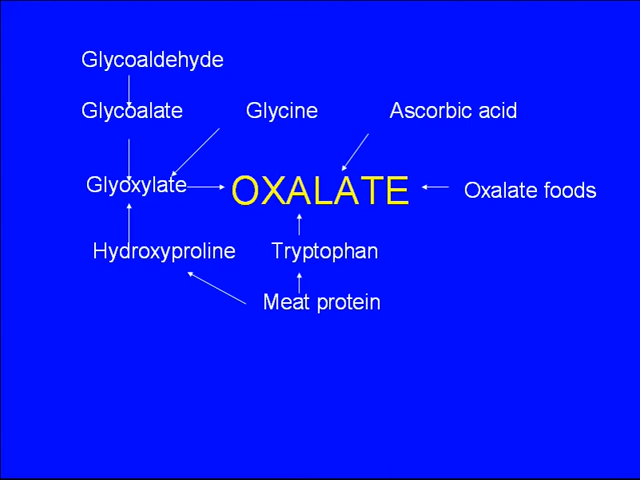 Glycoaldehyde
Glycoalate
Glycine
Ascorbic acid
Glyoxylate
OXALATE
Oxalate foods
Hydroxyproline
Tryptophan
Meat protein